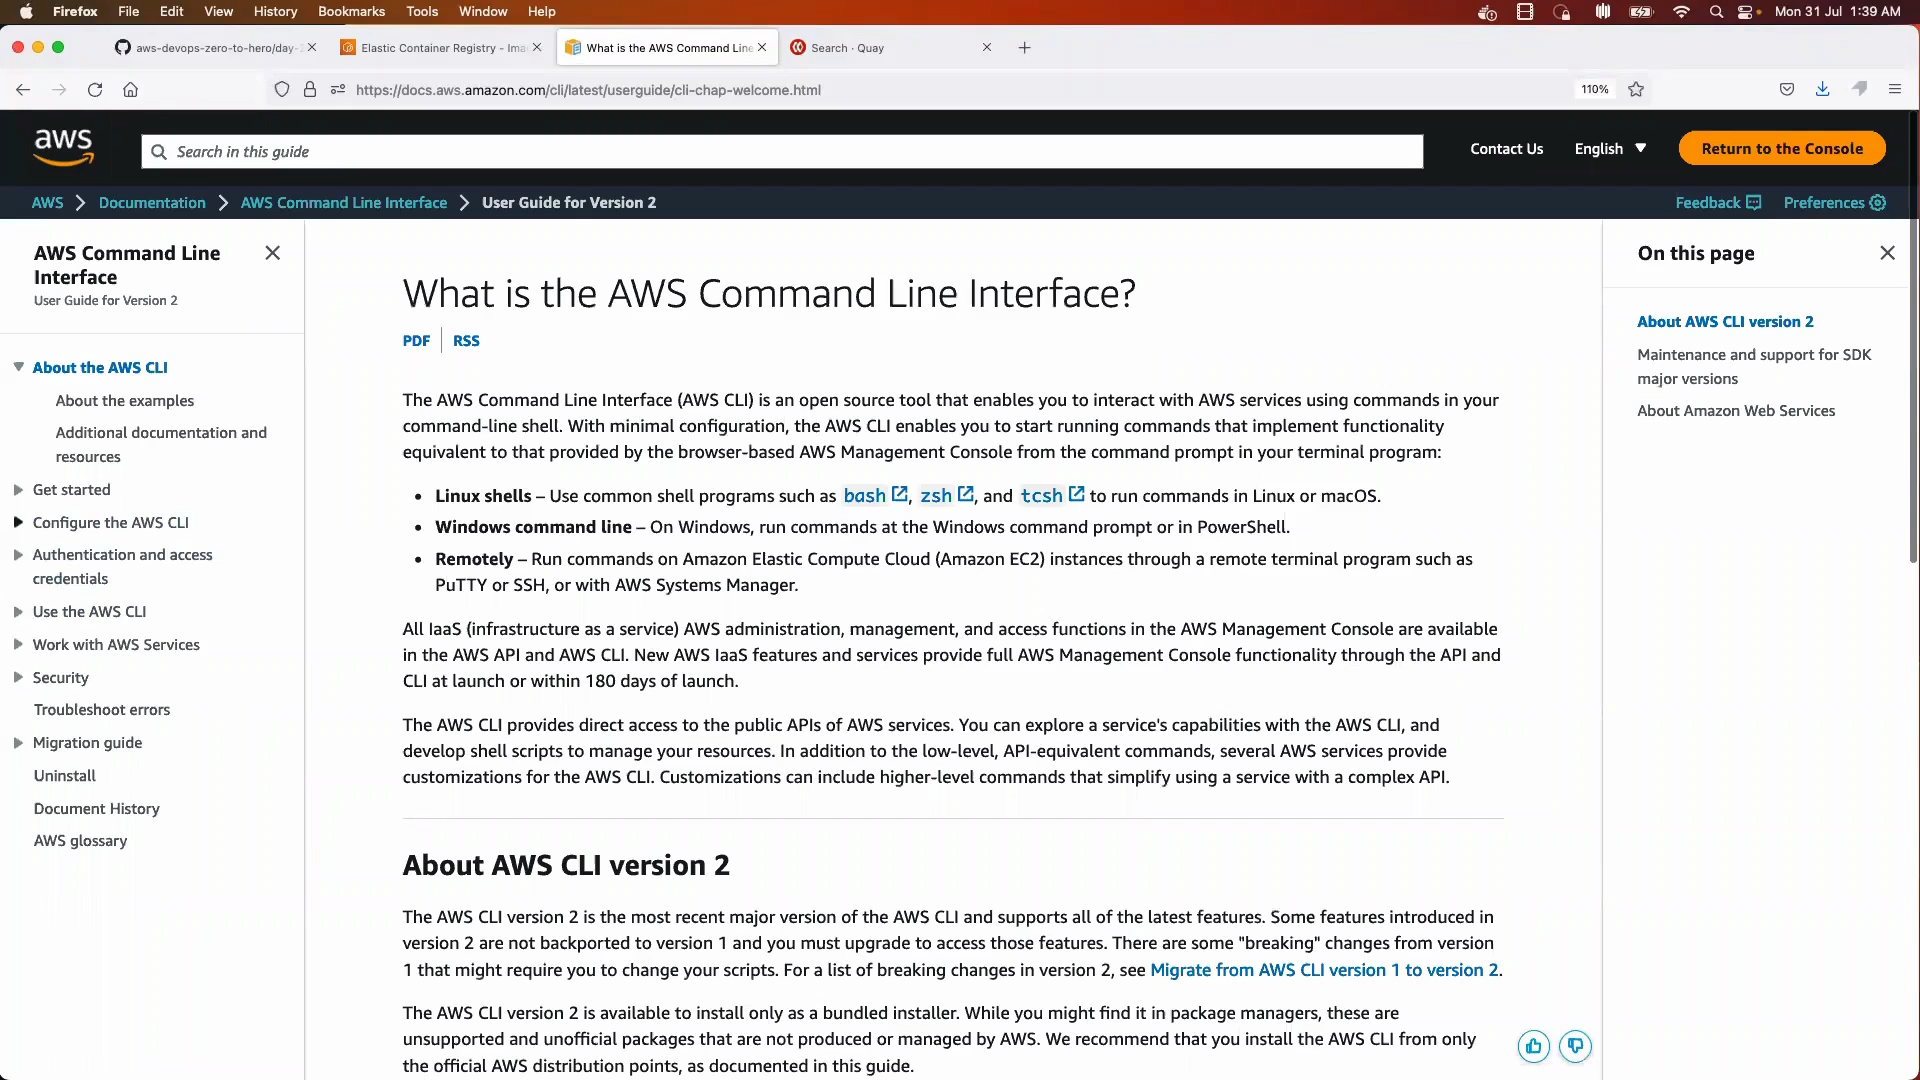 Firefox File Edit View History Bookmarks Tools Window Help Mon 31 Jul 1:39 AM
aws-devops-zero-to-hero/day- Elastic Container Registry - Ima What is the AWS Command Line Search · Quay
https://docs.aws.amazon.com/cli/latest/userguide/cli-chap-welcome.html 110%
aws Search in this guide Contact Us English Return to the Console
AWS Documentation AWS Command Line Interface User Guide for Version 2 Feedback Preferences
AWS Command Line
Interface
User Guide for Version 2
About the AWS CLI
About the examples
Additional documentation and
resources
Get started
Configure the AWS CLI
Authentication and access
credentials
Use the AWS CLI
Work with AWS Services
Security
Troubleshoot errors
Migration guide
Uninstall
Document History
AWS glossary
What is the AWS Command Line Interface?
PDF RSS
The AWS Command Line Interface (AWS CLI) is an open source tool that enables you to interact with AWS services using commands in your
command-line shell. With minimal configuration, the AWS CLI enables you to start running commands that implement functionality
equivalent to that provided by the browser-based AWS Management Console from the command prompt in your terminal program:
• Linux shells – Use common shell programs such as bash, zsh, and tcsh to run commands in Linux or macOS.
• Windows command line – On Windows, run commands at the Windows command prompt or in PowerShell.
• Remotely – Run commands on Amazon Elastic Compute Cloud (Amazon EC2) instances through a remote terminal program such as
PuTTY or SSH, or with AWS Systems Manager.
All IaaS (infrastructure as a service) AWS administration, management, and access functions in the AWS Management Console are available
in the AWS API and AWS CLI. New AWS IaaS features and services provide full AWS Management Console functionality through the API and
CLI at launch or within 180 days of launch.
The AWS CLI provides direct access to the public APIs of AWS services. You can explore a service's capabilities with the AWS CLI, and
develop shell scripts to manage your resources. In addition to the low-level, API-equivalent commands, several AWS services provide
customizations for the AWS CLI. Customizations can include higher-level commands that simplify using a service with a complex API.
About AWS CLI version 2
The AWS CLI version 2 is the most recent major version of the AWS CLI and supports all of the latest features. Some features introduced in
version 2 are not backported to version 1 and you must upgrade to access those features. There are some "breaking" changes from version
1 that might require you to change your scripts. For a list of breaking changes in version 2, see Migrate from AWS CLI version 1 to version 2.
The AWS CLI version 2 is available to install only as a bundled installer. While you might find it in package managers, these are
unsupported and unofficial packages that are not produced or managed by AWS. We recommend that you install the AWS CLI from only
the official AWS distribution points, as documented in this guide.
On this page
About AWS CLI version 2
Maintenance and support for SDK
major versions
About Amazon Web Services